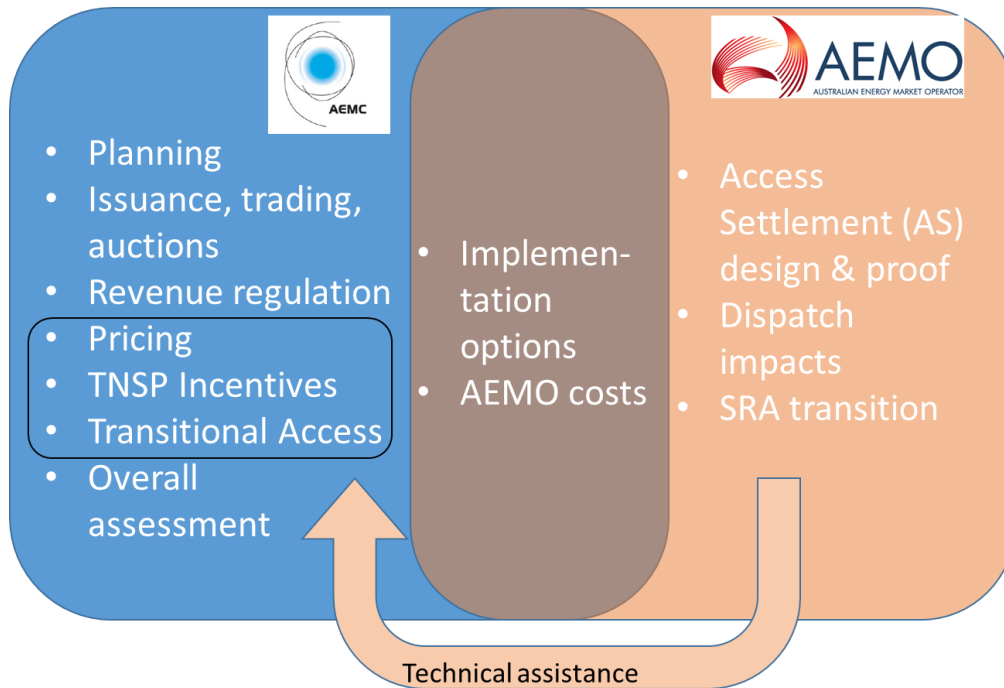 AEMC
AEMO
AUSTRALIAN ENERGY MARKET OPERATOR
• Planning
• Issuance, trading,
auctions
• Revenue regulation
• Pricing
• TNSP Incentives
• Transitional Access
• Overall
assessment
• Implemen-
tation
options
• AEMO costs
• Access
Settlement (AS)
design & proof
• Dispatch
impacts
• SRA transition
Technical assistance